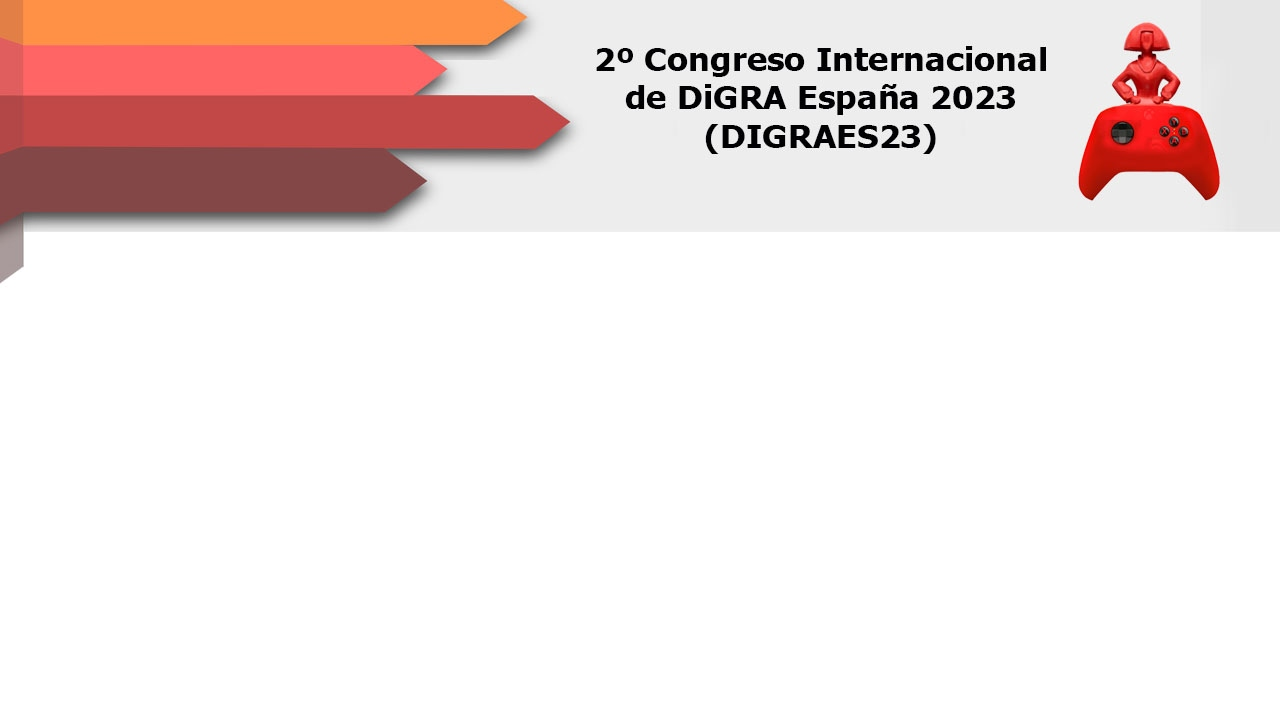 2º Congreso Internacional
de DiGRA España 2023
(DIGRAES23)